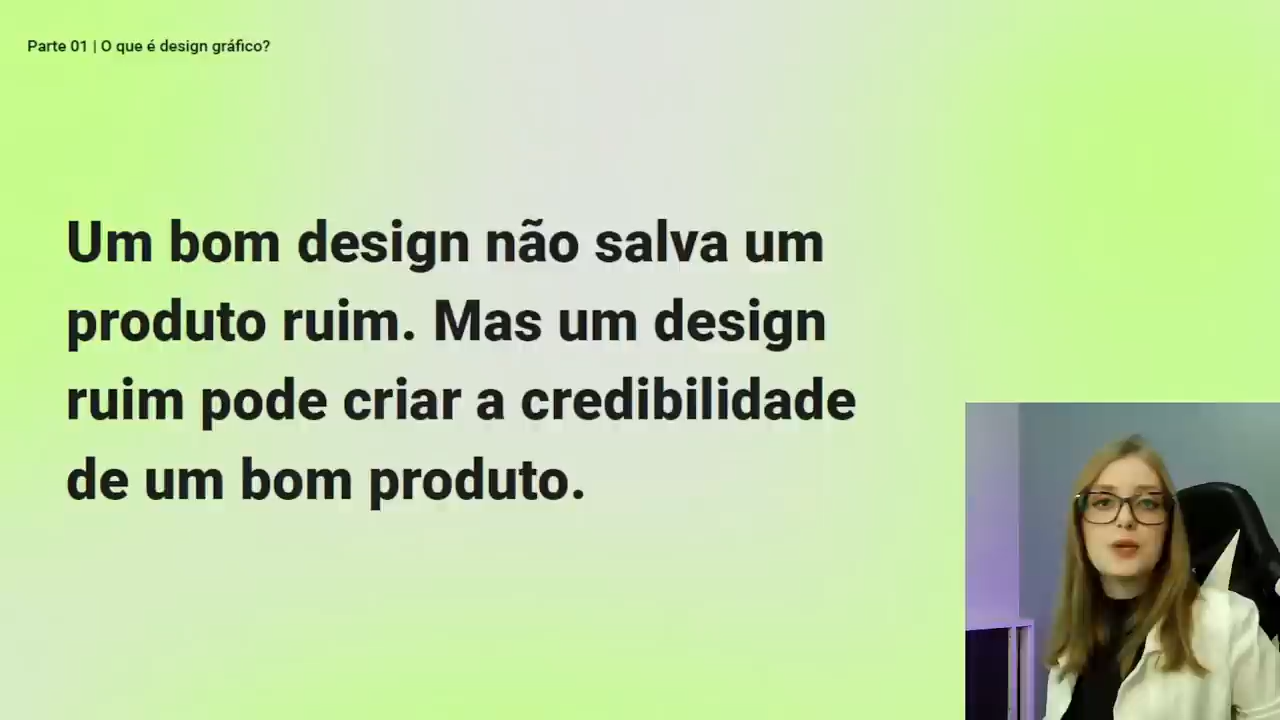 Parte 01 | O que é design gráfico?
Um bom design não salva um
produto ruim. Mas um design
ruim pode criar a credibilidade
de um bom produto.